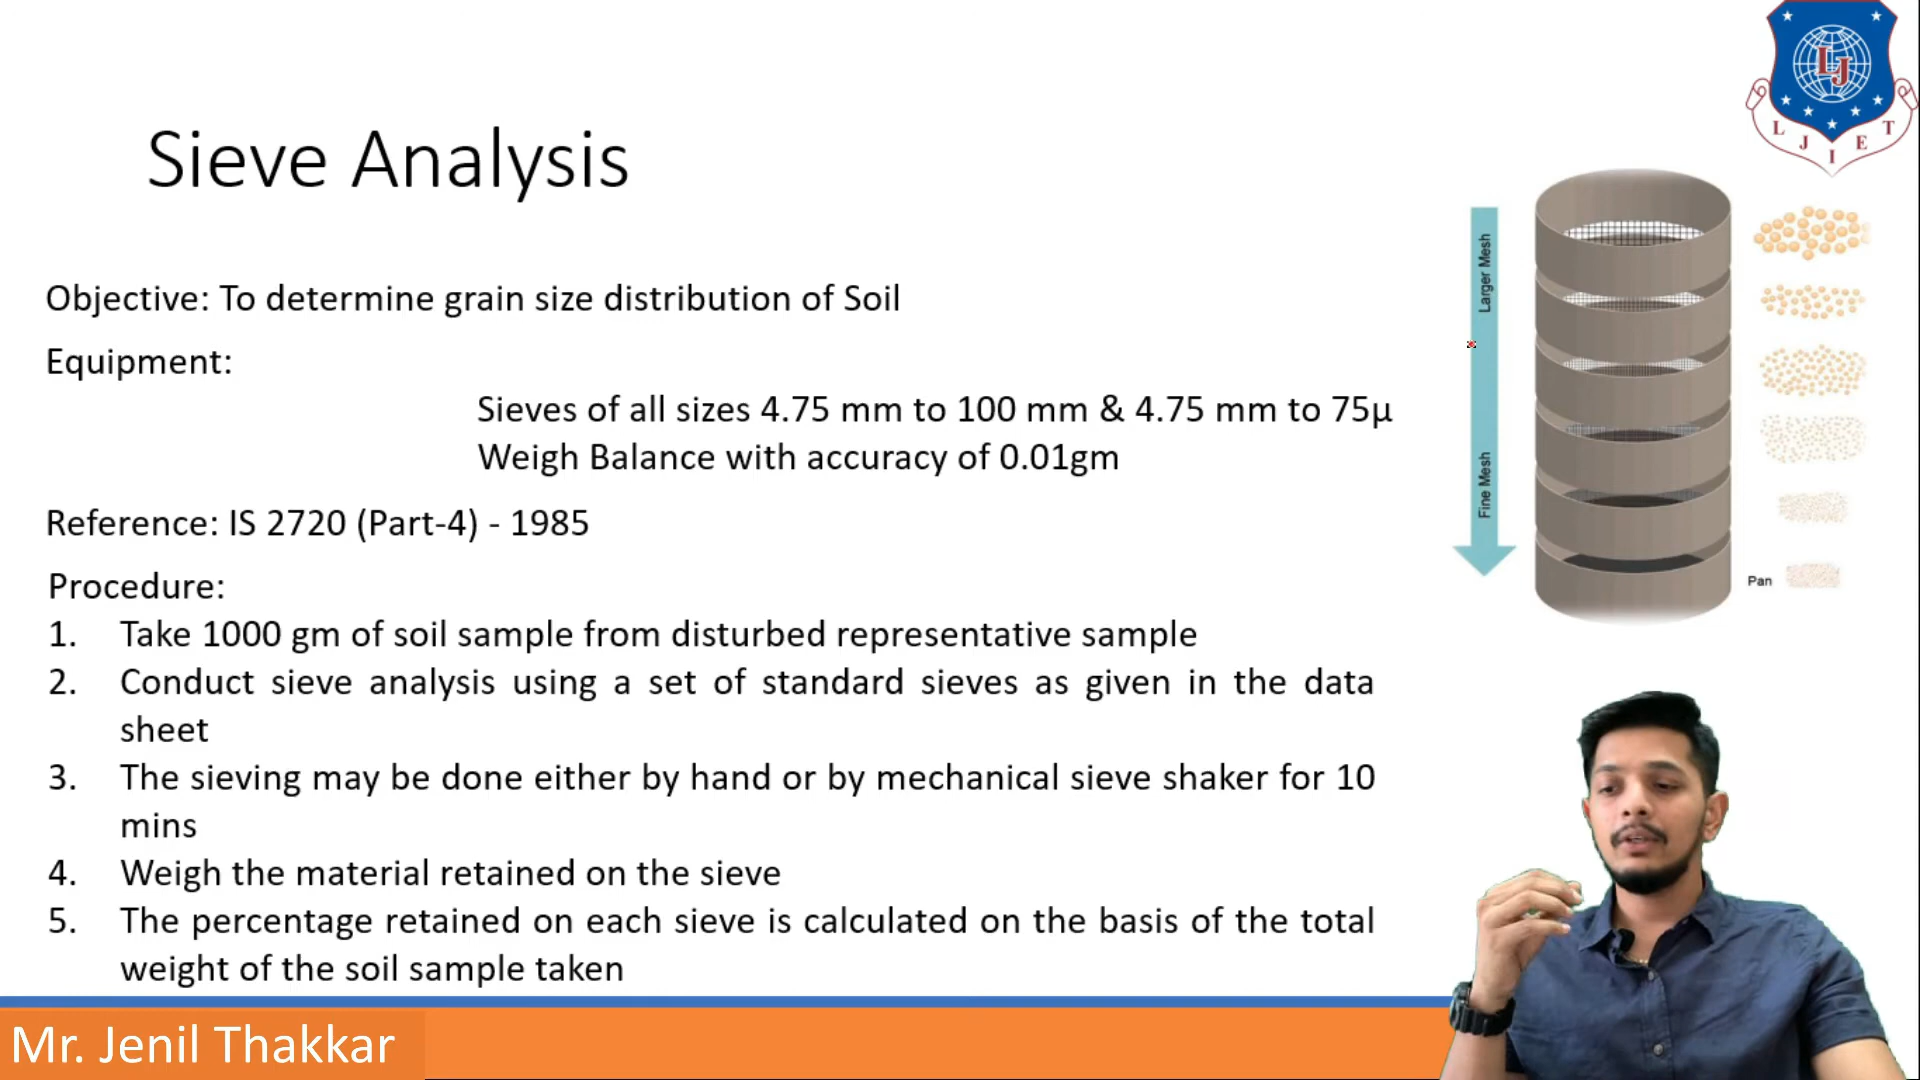 LJ
L J I E T
Sieve Analysis
Larger Mesh
Fine Mesh
Pan
Objective: To determine grain size distribution of Soil
Equipment:
Sieves of all sizes 4.75 mm to 100 mm & 4.75 mm to 75µ
Weigh Balance with accuracy of 0.01gm
Reference: IS 2720 (Part-4) - 1985
Procedure:
1. Take 1000 gm of soil sample from disturbed representative sample
2. Conduct sieve analysis using a set of standard sieves as given in the data
sheet
3. The sieving may be done either by hand or by mechanical sieve shaker for 10
mins
4. Weigh the material retained on the sieve
5. The percentage retained on each sieve is calculated on the basis of the total
weight of the soil sample taken
Mr. Jenil Thakkar